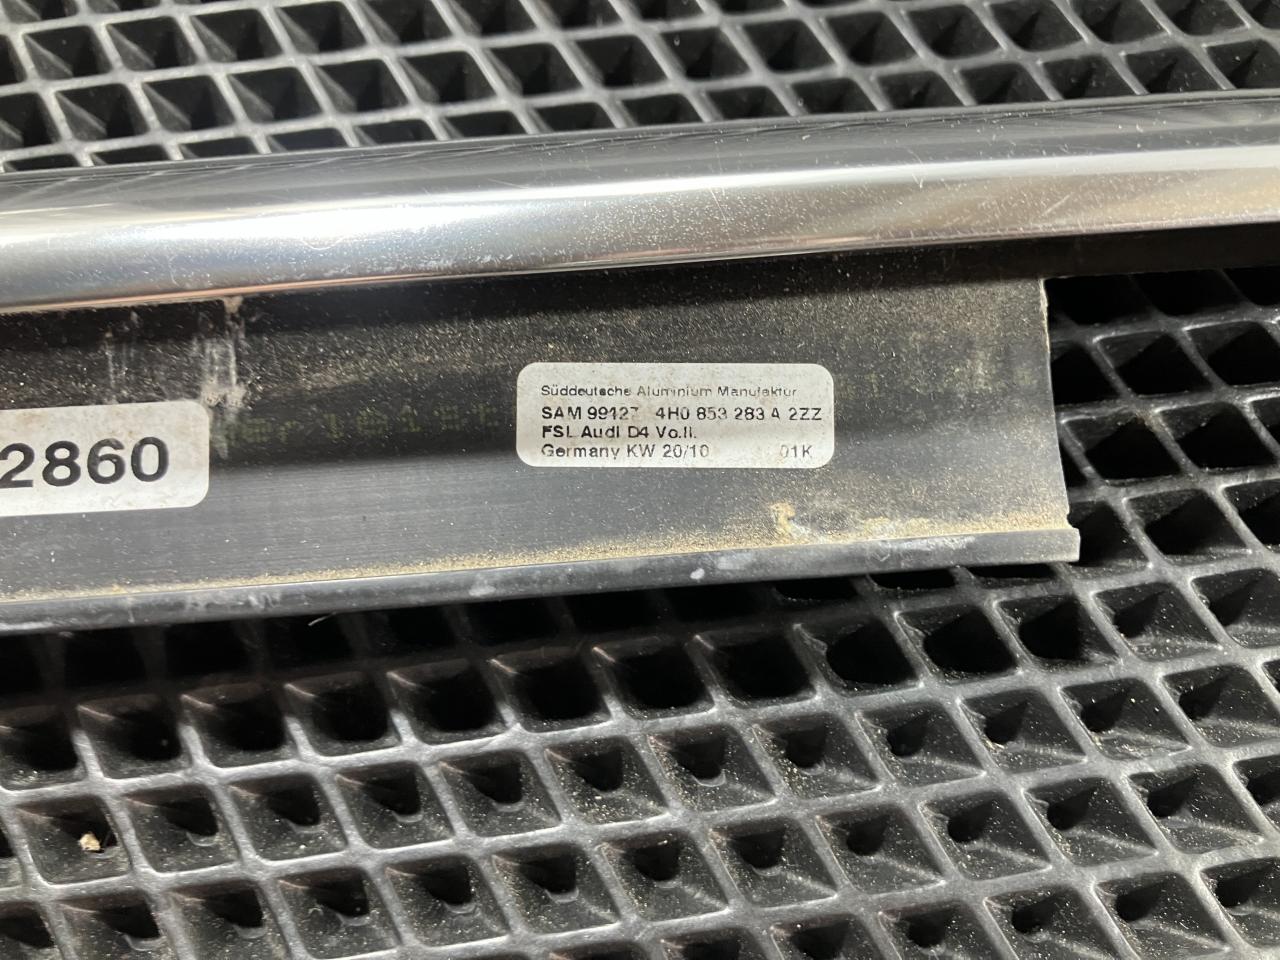 2860
Süddeutsche Aluminium Manufaktur
SAM 99127 4H0 853 283 A 2ZZ
FSL Audi D4 Vo.li.
Germany KW 20/10 01K